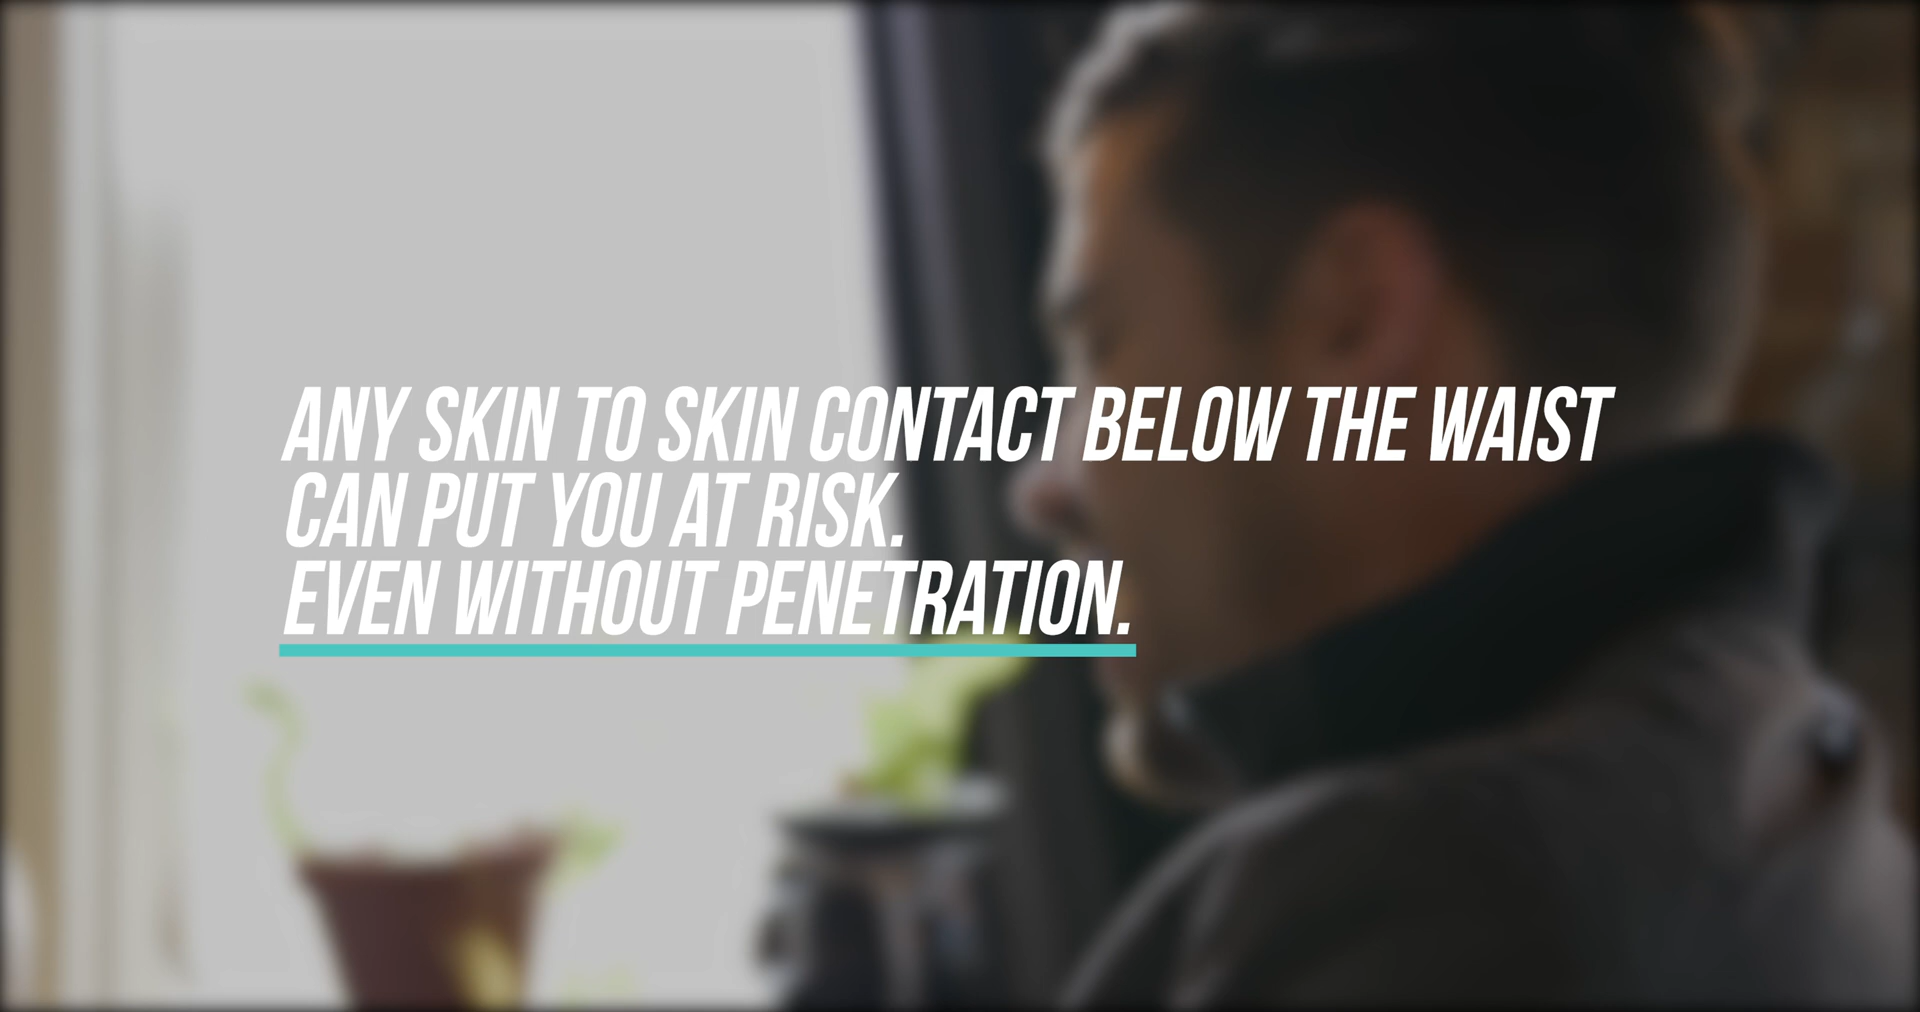 ANY SKIN TO SKIN CONTACT BELOW THE WAIST
CAN PUT YOU AT RISK.
EVEN WITHOUT PENETRATION.